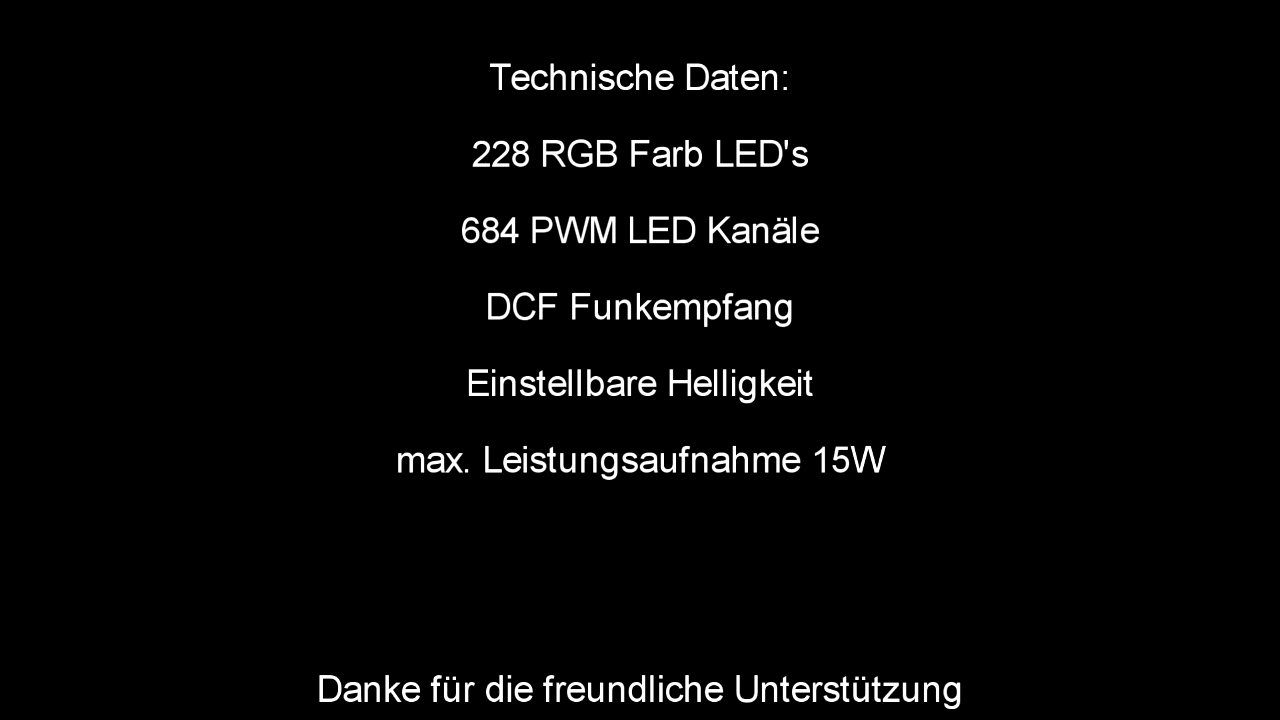 Technische Daten:
228 RGB Farb LED's
684 PWM LED Kanäle
DCF Funkempfang
Einstellbare Helligkeit
max. Leistungsaufnahme 15W
Danke für die freundliche Unterstützung